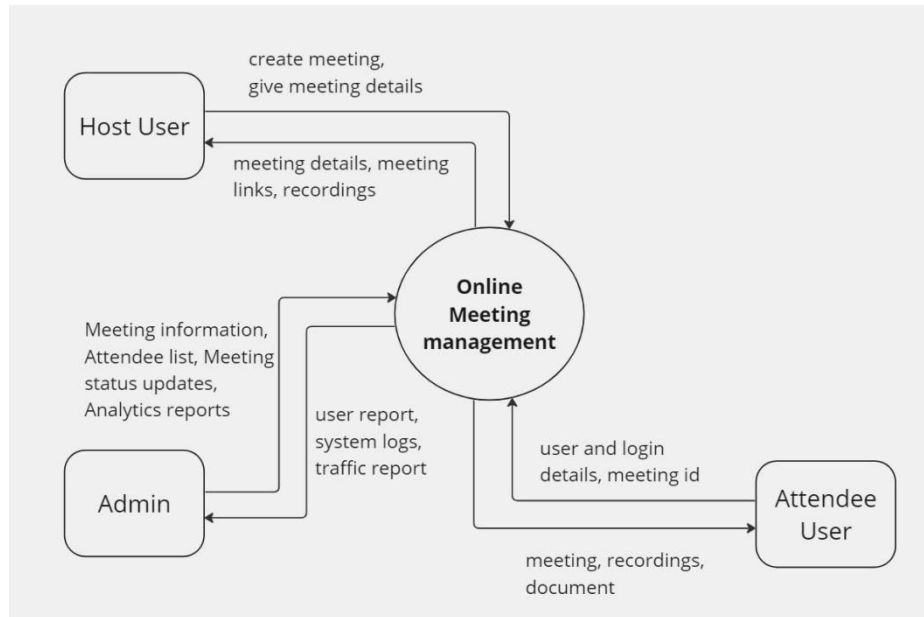 create meeting,
give meeting details
Host User
meeting details, meeting
links, recordings
Online
Meeting
management
Meeting information,
Attendee list, Meeting
status updates,
Analytics reports
user report,
system logs,
traffic report
Admin
user and login
details, meeting id
Attendee
User
meeting, recordings,
document